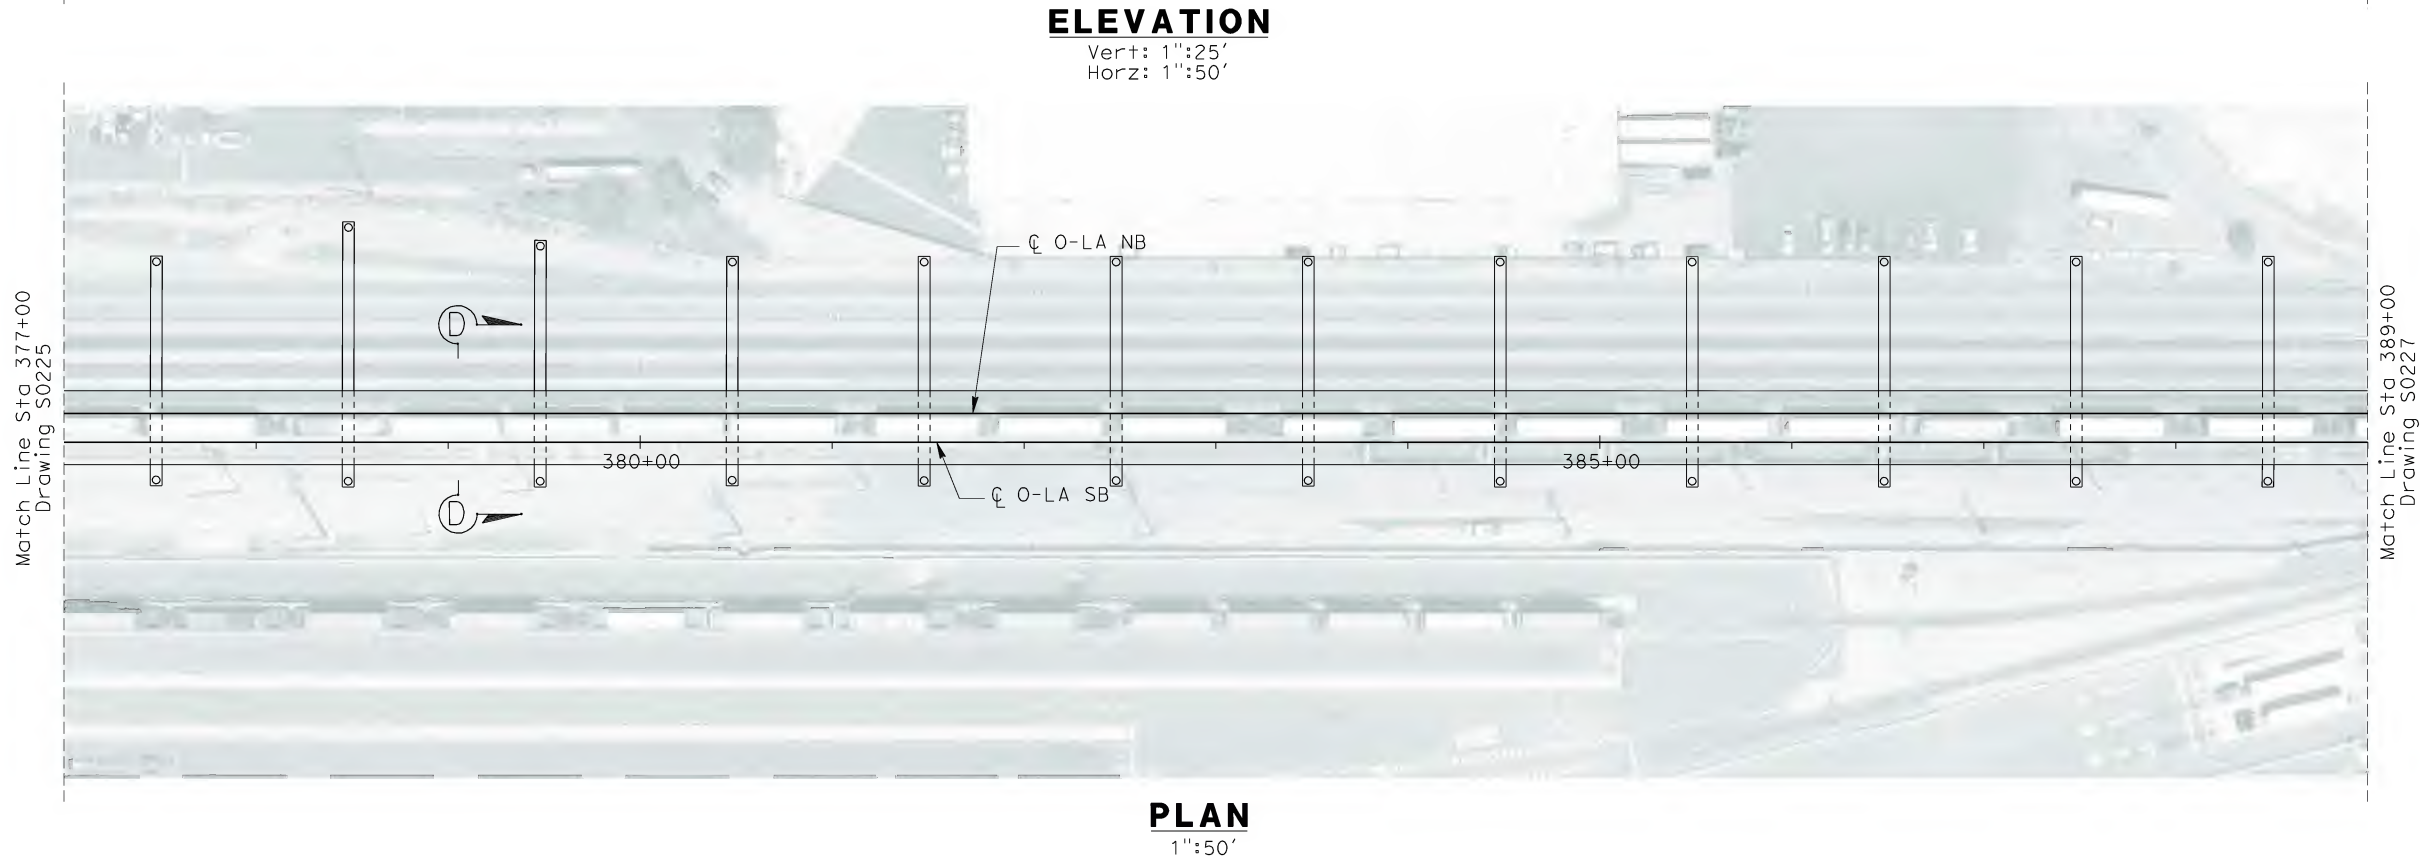 ELEVATION
Vert: 1":25'
Horz: 1":50'
Match Line Sta 377+00
Drawing S0225
℄ O-LA NB
D
380+00
385+00
℄ O-LA SB
D
Match Line Sta 389+00
Drawing S0227
PLAN
1":50'